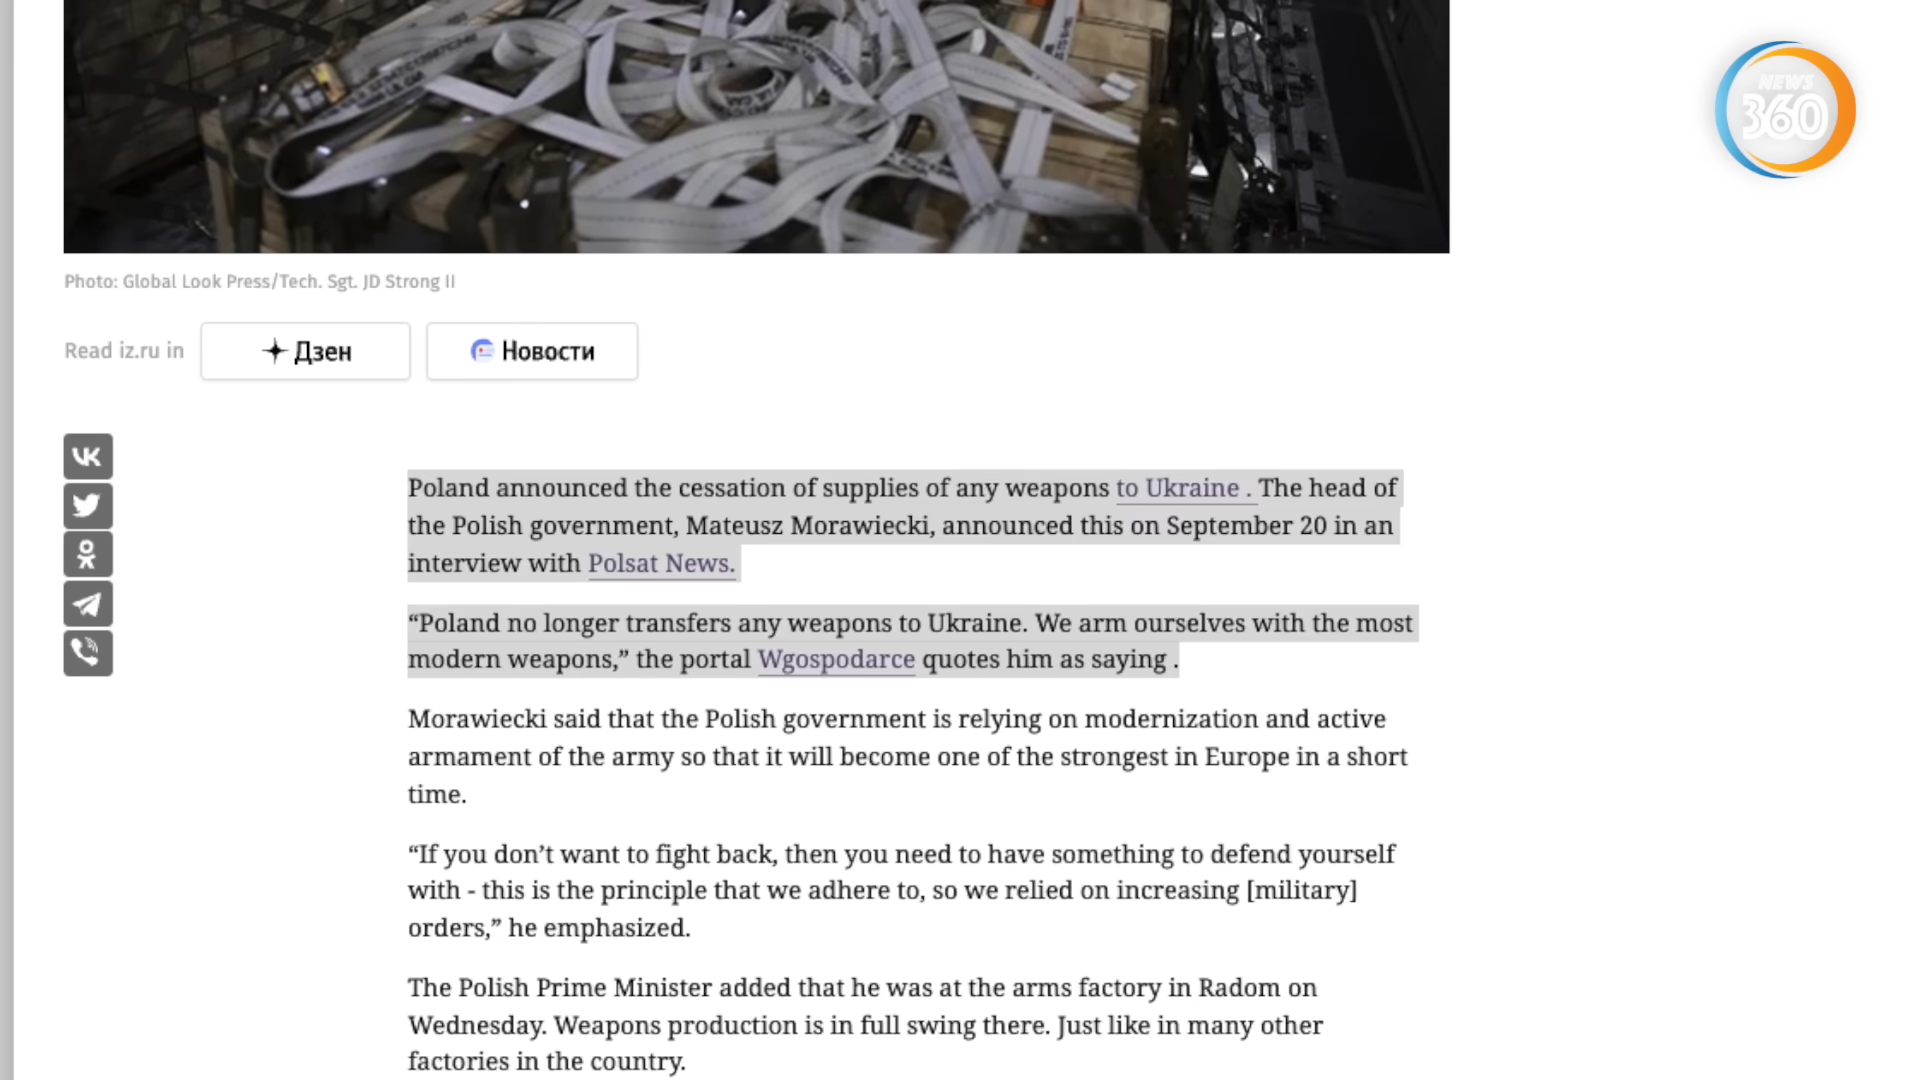 NEWS
360
Photo: Global Look Press/Tech. Sgt. JD Strong II
Read iz.ru in
Дзен
Новости
Poland announced the cessation of supplies of any weapons to Ukraine . The head of
the Polish government, Mateusz Morawiecki, announced this on September 20 in an
interview with Polsat News.
“Poland no longer transfers any weapons to Ukraine. We arm ourselves with the most
modern weapons,” the portal Wgospodarce quotes him as saying .
Morawiecki said that the Polish government is relying on modernization and active
armament of the army so that it will become one of the strongest in Europe in a short
time.
“If you don’t want to fight back, then you need to have something to defend yourself
with - this is the principle that we adhere to, so we relied on increasing [military]
orders,” he emphasized.
The Polish Prime Minister added that he was at the arms factory in Radom on
Wednesday. Weapons production is in full swing there. Just like in many other
factories in the country.